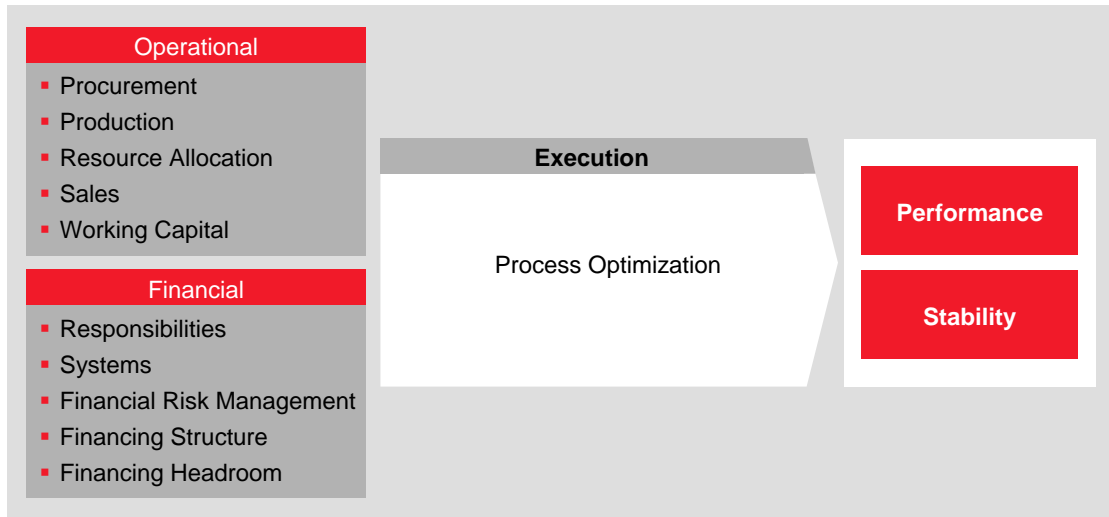 Operational
Procurement
Production
Resource Allocation
Sales
Working Capital
Financial
Responsibilities
Systems
Financial Risk Management
Financing Structure
Financing Headroom
Execution
Process Optimization
Performance
Stability